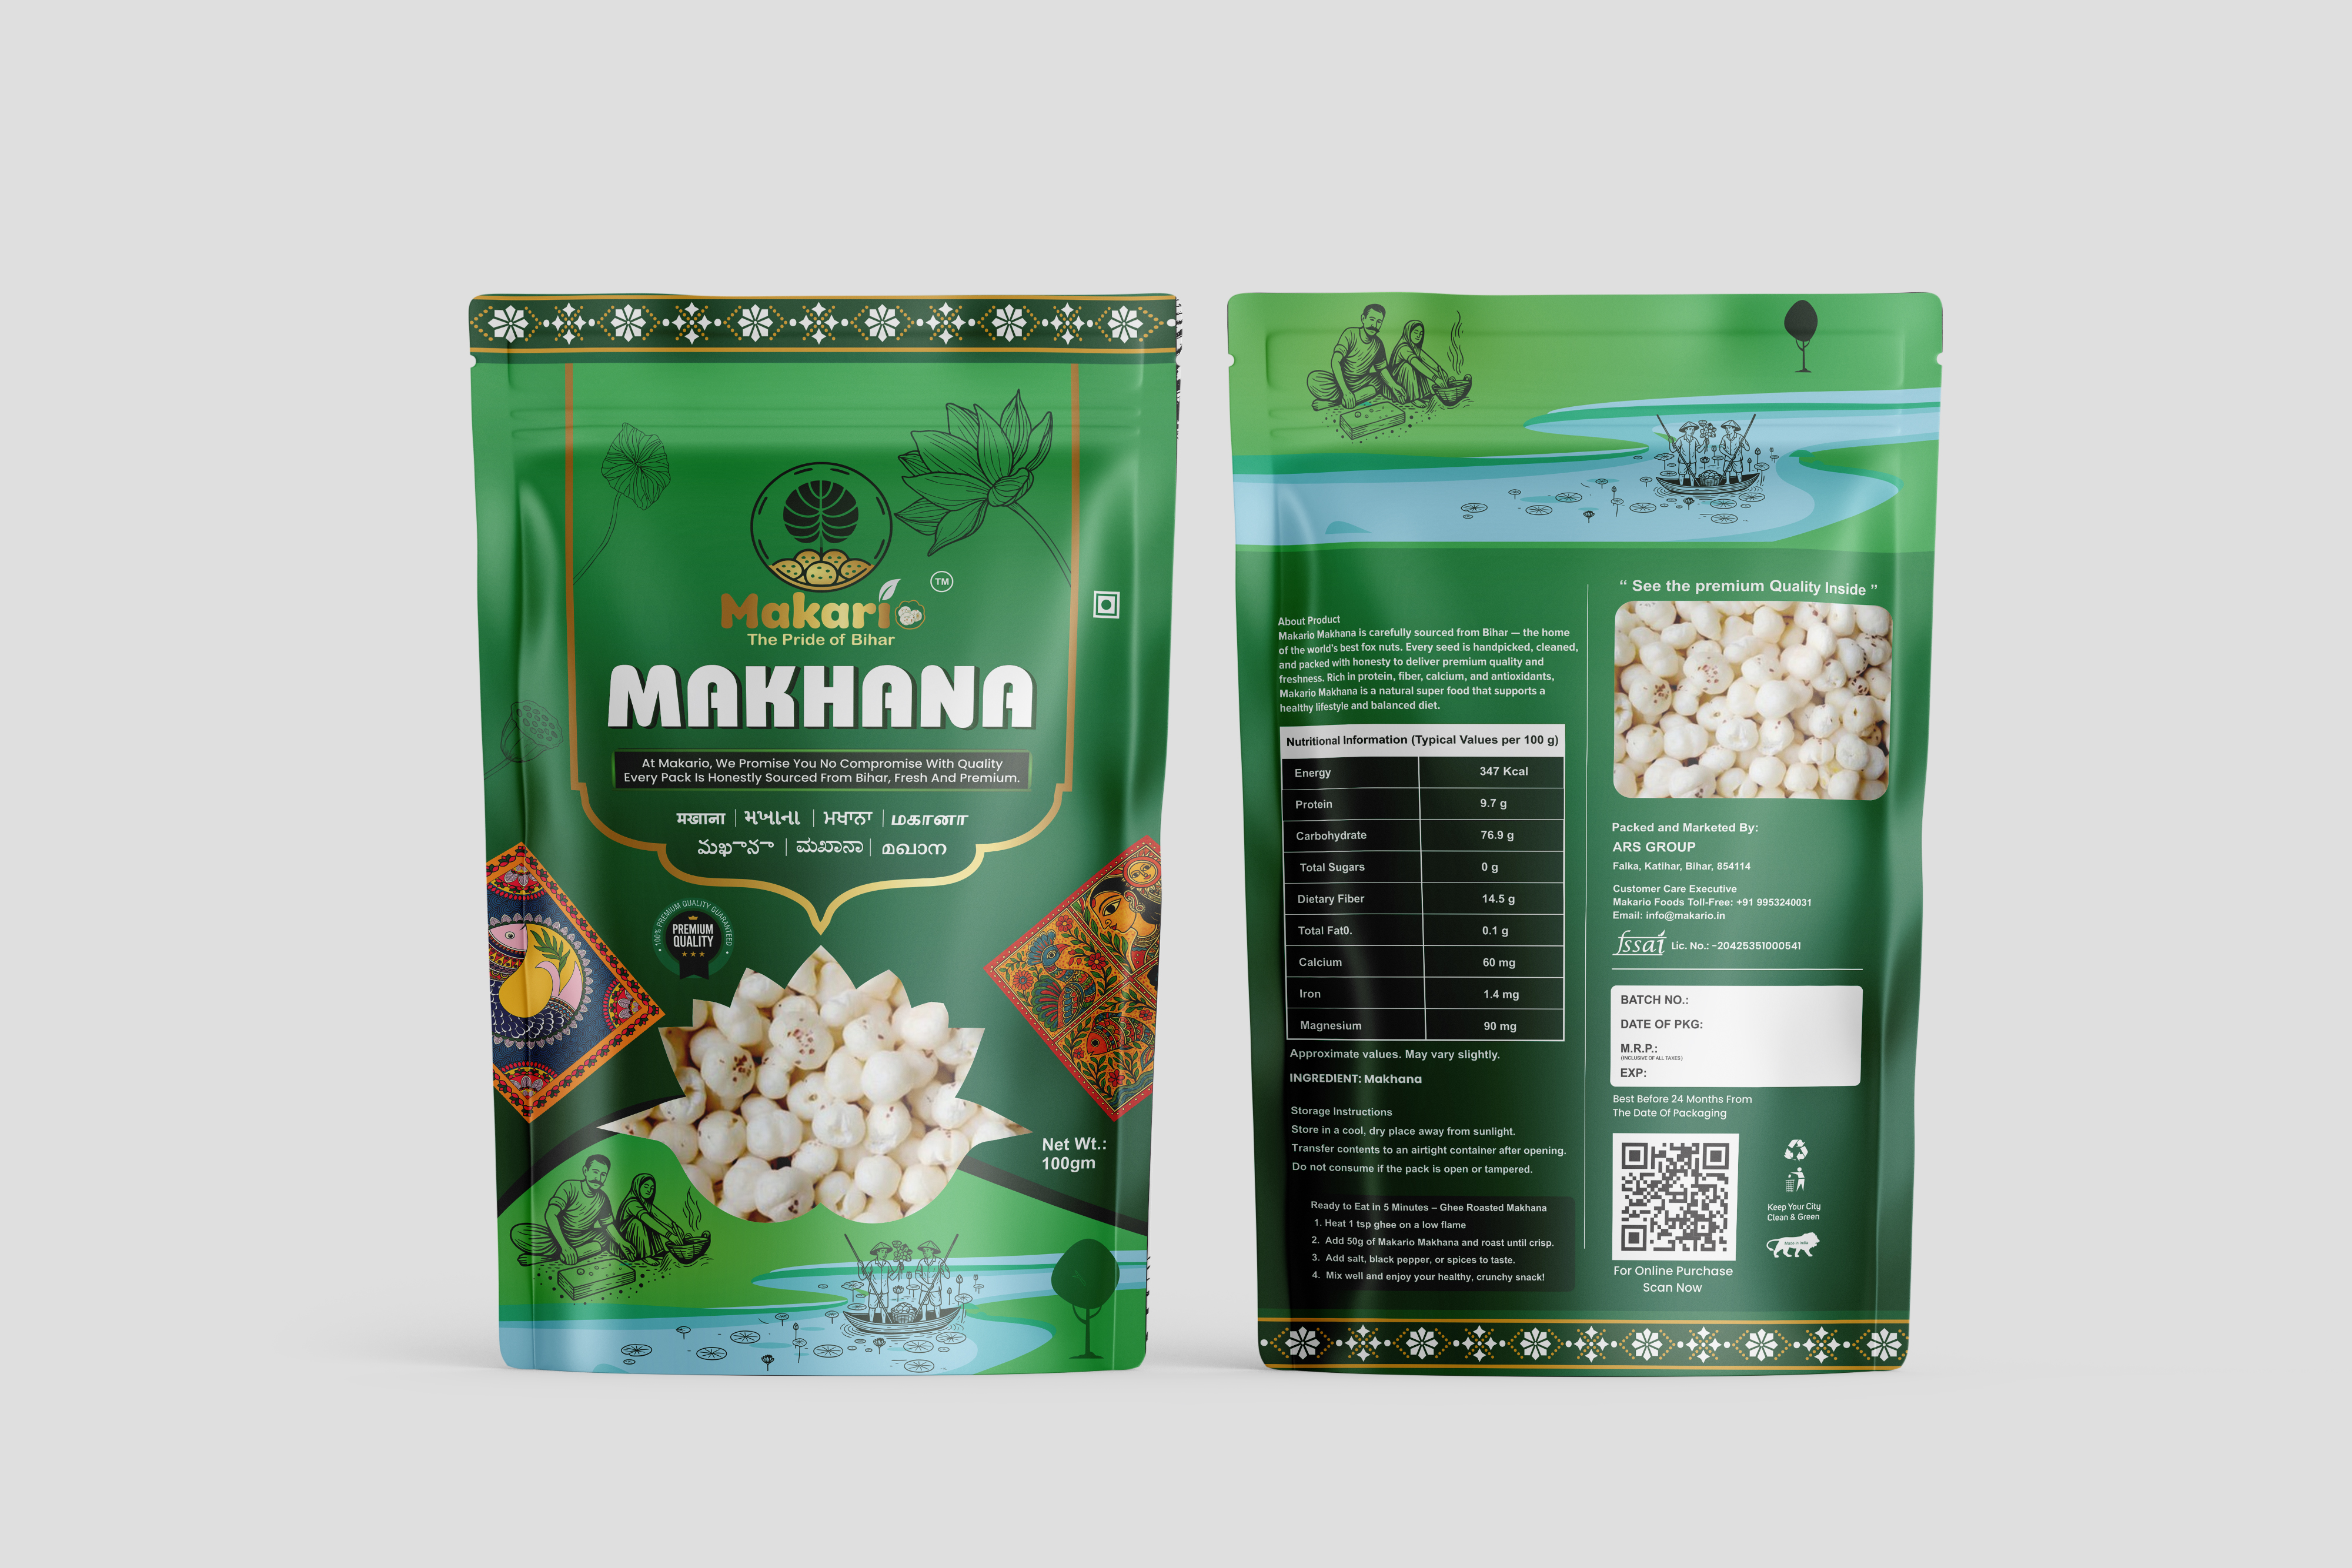 TM
Makario
The Pride of Bihar
MAKHANA
At Makario, We Promise You No Compromise With Quality
Every Pack Is Honestly Sourced From Bihar, Fresh And Premium.
मखाना | મખાના | ਮਖਾਨਾ | மகானா
మఖానా | ಮಖಾನಾ | മഖാന
100% PREMIUM QUALITY GUARANTEED
PREMIUM
QUALITY
Net Wt.:
100gm
About Product
Makario Makhana is carefully sourced from Bihar — the home
of the world's best fox nuts. Every seed is handpicked, cleaned,
and packed with honesty to deliver premium quality and
freshness. Rich in protein, fiber, calcium, and antioxidants,
Makario Makhana is a natural super food that supports a
healthy lifestyle and balanced diet.
Nutritional Information (Typical Values per 100 g)
Energy 347 Kcal
Protein 9.7 g
Carbohydrate 76.9 g
Total Sugars 0 g
Dietary Fiber 14.5 g
Total Fat0. 0.1 g
Calcium 60 mg
Iron 1.4 mg
Magnesium 90 mg
Approximate values. May vary slightly.
INGREDIENT: Makhana
Storage Instructions
Store in a cool, dry place away from sunlight.
Transfer contents to an airtight container after opening.
Do not consume if the pack is open or tampered.
Ready to Eat in 5 Minutes – Ghee Roasted Makhana
1. Heat 1 tsp ghee on a low flame
2. Add 50g of Makario Makhana and roast until crisp.
3. Add salt, black pepper, or spices to taste.
4. Mix well and enjoy your healthy, crunchy snack!
“ See the premium Quality Inside ”
Packed and Marketed By:
ARS GROUP
Falka, Katihar, Bihar, 854114
Customer Care Executive
Makario Foods Toll-Free: +91 9953240031
Email: info@makario.in
fssai Lic. No.: -20425351000541
BATCH NO.:
DATE OF PKG:
M.R.P.:
(INCLUSIVE OF ALL TAXES)
EXP:
Best Before 24 Months From
The Date Of Packaging
Keep Your City
Clean & Green
MAKE IN INDIA
For Online Purchase
Scan Now